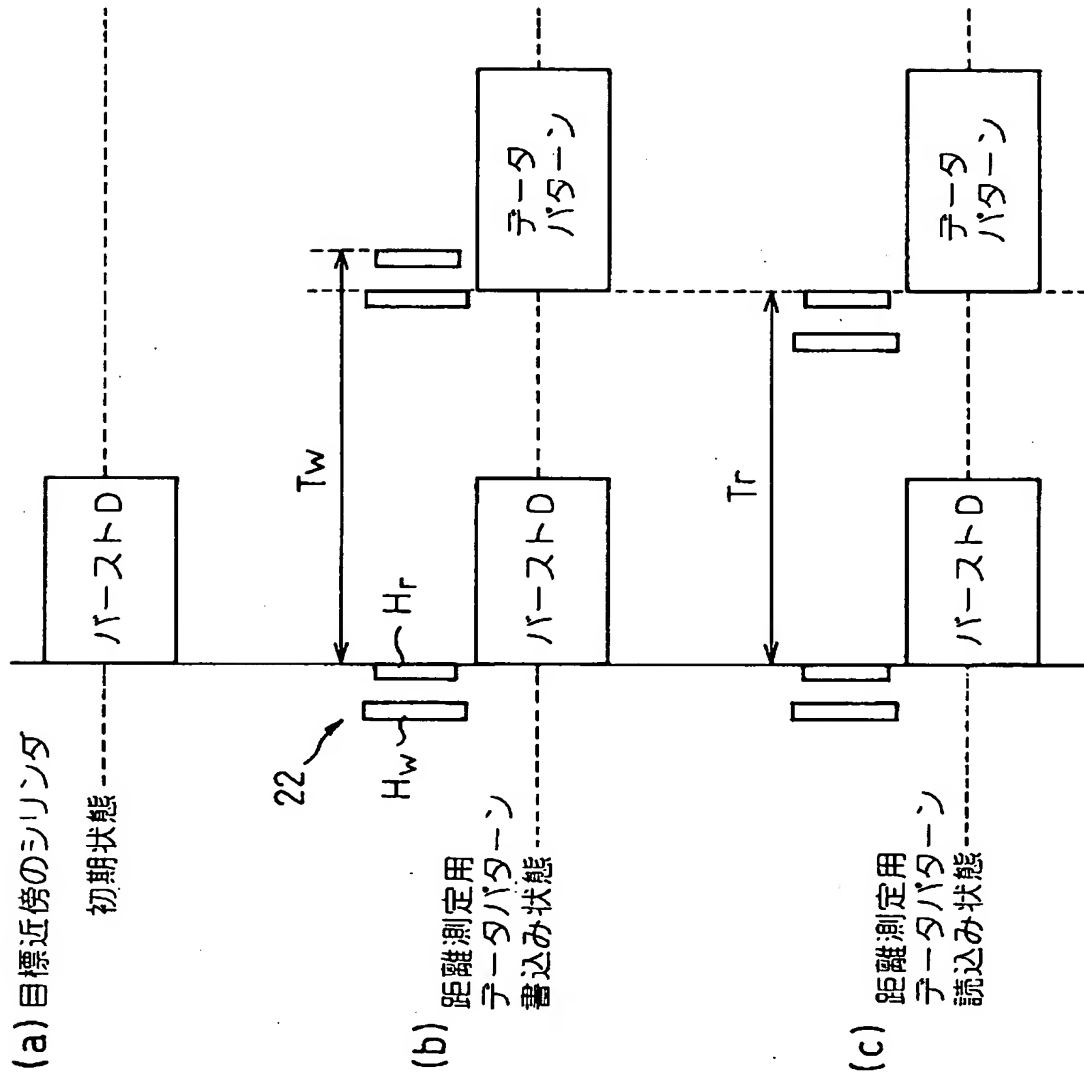 (a) 目標近傍のシリンダ
初期状態
バーストD
(b)
距離測定用
データパターン
書込み状態
22
Hw
Hr
Tw
バーストD
データ
パターン
(c)
距離測定用
データパターン
読込み状態
Tr
バーストD
データ
パターン